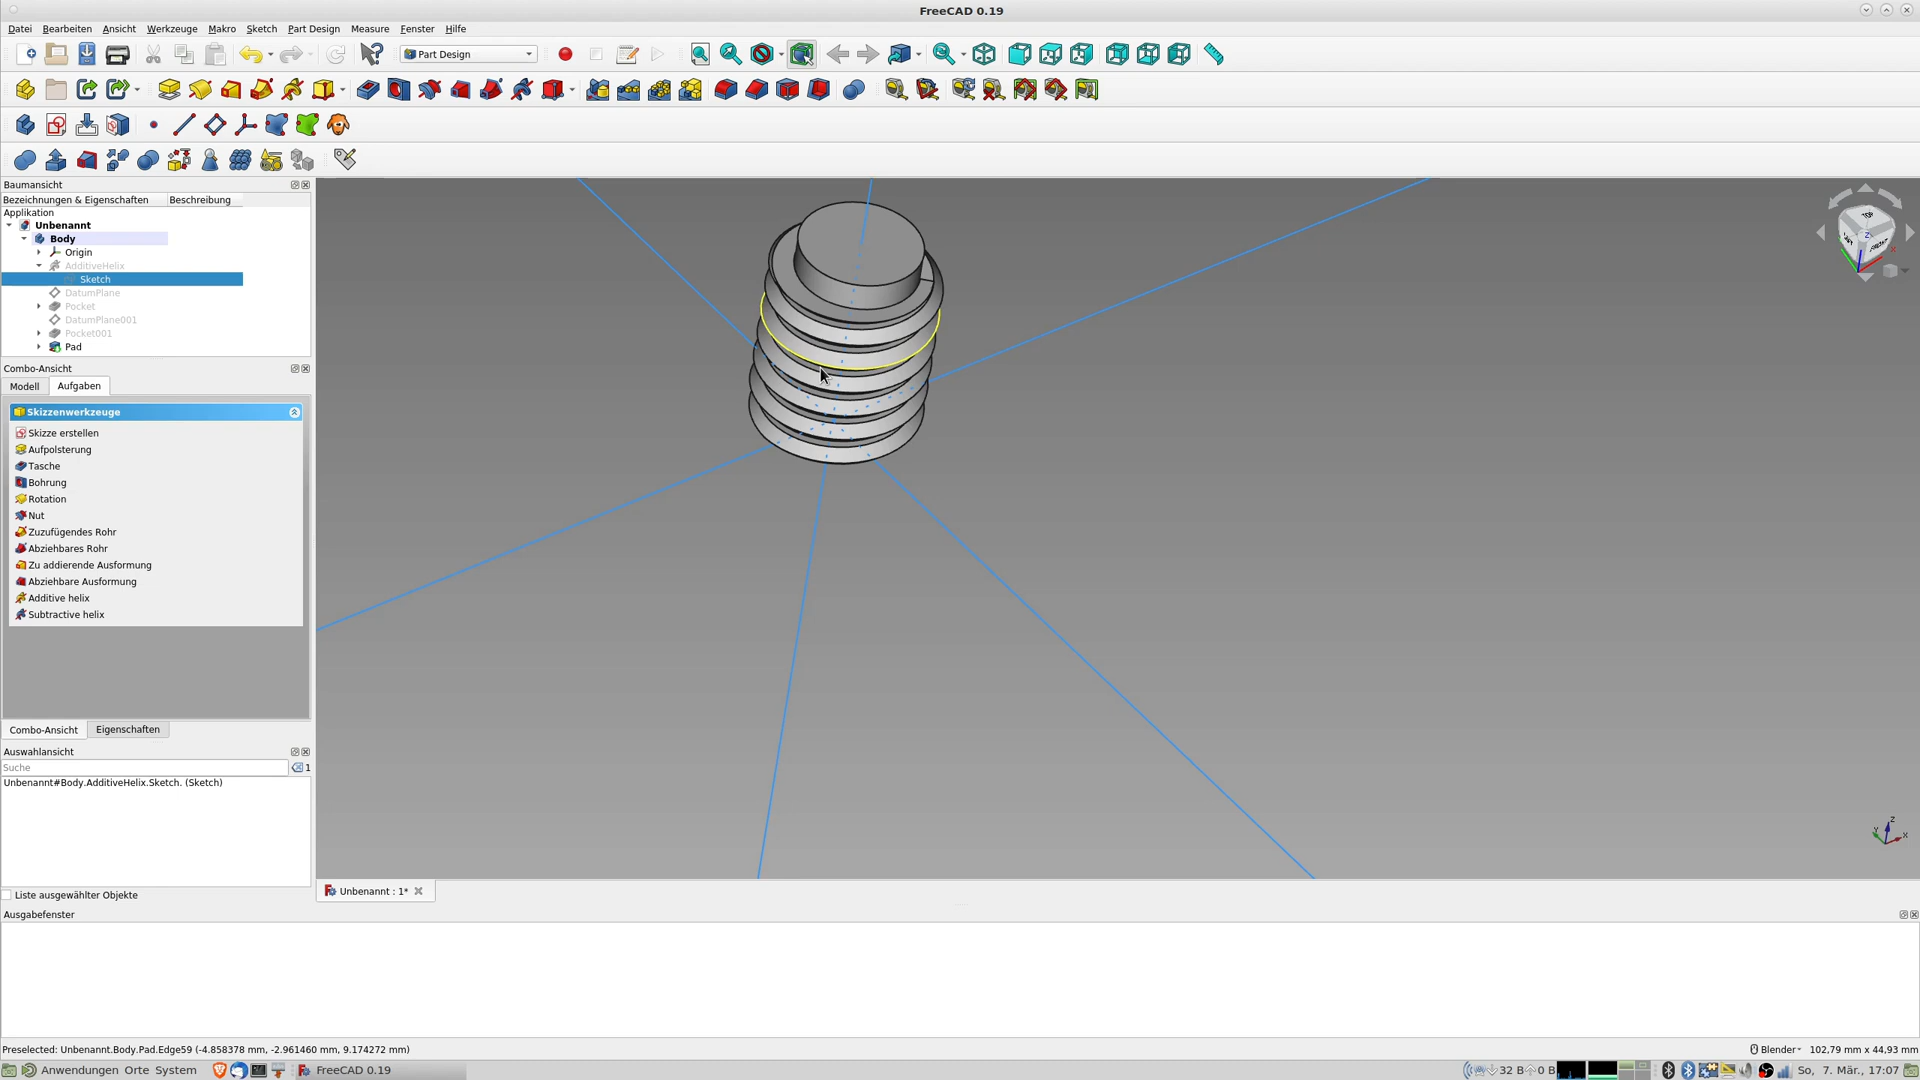 FreeCAD 0.19
Datei Bearbeiten Ansicht Werkzeuge Makro Sketch Part Design Measure Fenster Hilfe
Part Design
Baumansicht
Bezeichnungen & Eigenschaften Beschreibung
Applikation
Unbenannt
Body
Origin
AdditiveHelix
Sketch
DatumPlane
Pocket
DatumPlane001
Pocket001
Pad
Combo-Ansicht
Modell Aufgaben
Skizzenwerkzeuge
Skizze erstellen
Aufpolsterung
Tasche
Bohrung
Rotation
Nut
Zuzufügendes Rohr
Abziehbares Rohr
Zu addierende Ausformung
Abziehbare Ausformung
Additive helix
Subtractive helix
Combo-Ansicht Eigenschaften
Auswahlansicht
Suche 1
Unbenannt#Body.AdditiveHelix.Sketch. (Sketch)
Liste ausgewählter Objekte
TOP
FRONT
Z
X
Z
Y
X
Unbenannt : 1*
Ausgabefenster
Preselected: Unbenannt.Body.Pad.Edge59 (-4.858378 mm, -2.961460 mm, 9.174272 mm)
Blender 102,79 mm x 44,93 mm
Anwendungen Orte System FreeCAD 0.19 32 B 0 B So, 7. Mär., 17:07